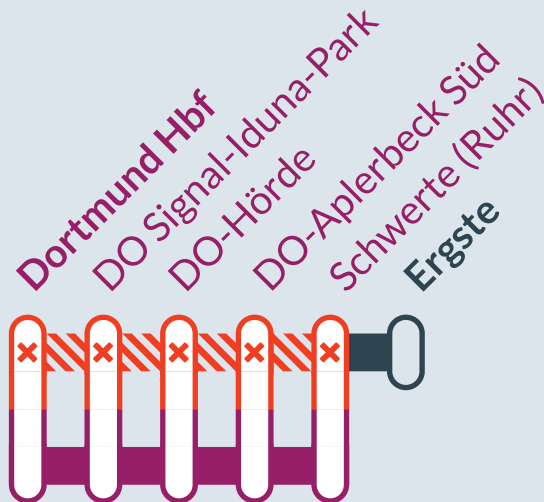 Dortmund Hbf
DO Signal-Iduna-Park
DO-Hörde
DO-Aplerbeck Süd
Schwerte (Ruhr)
Ergste